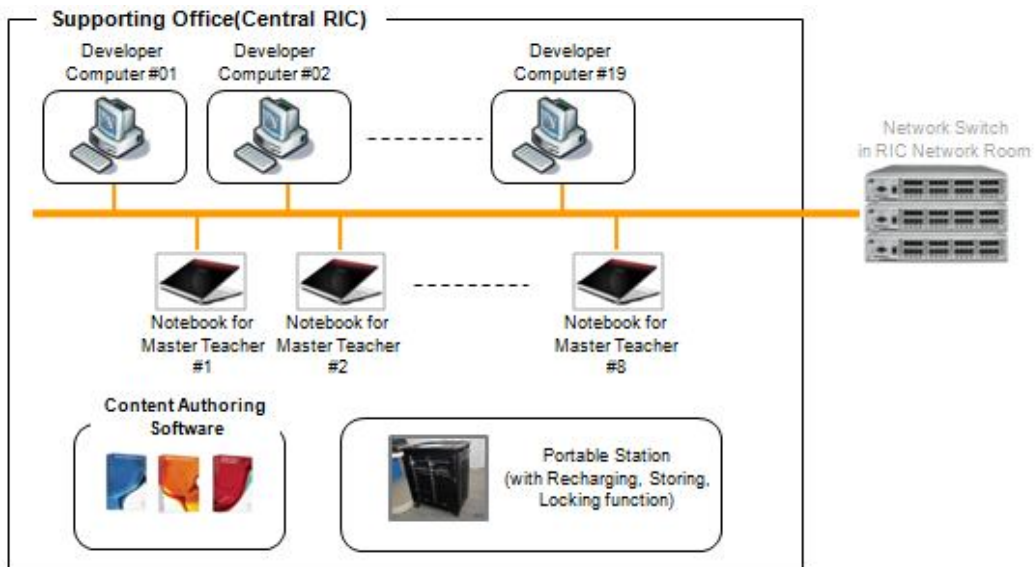 Supporting Office(Central RIC)
Developer
Computer #01
Developer
Computer #02
Developer
Computer #19
Network Switch
in RIC Network Room
Notebook for
Master Teacher
#1
Notebook for
Master Teacher
#2
Notebook for
Master Teacher
#8
Content Authoring
Software
Portable Station
(with Recharging, Storing,
Locking function)